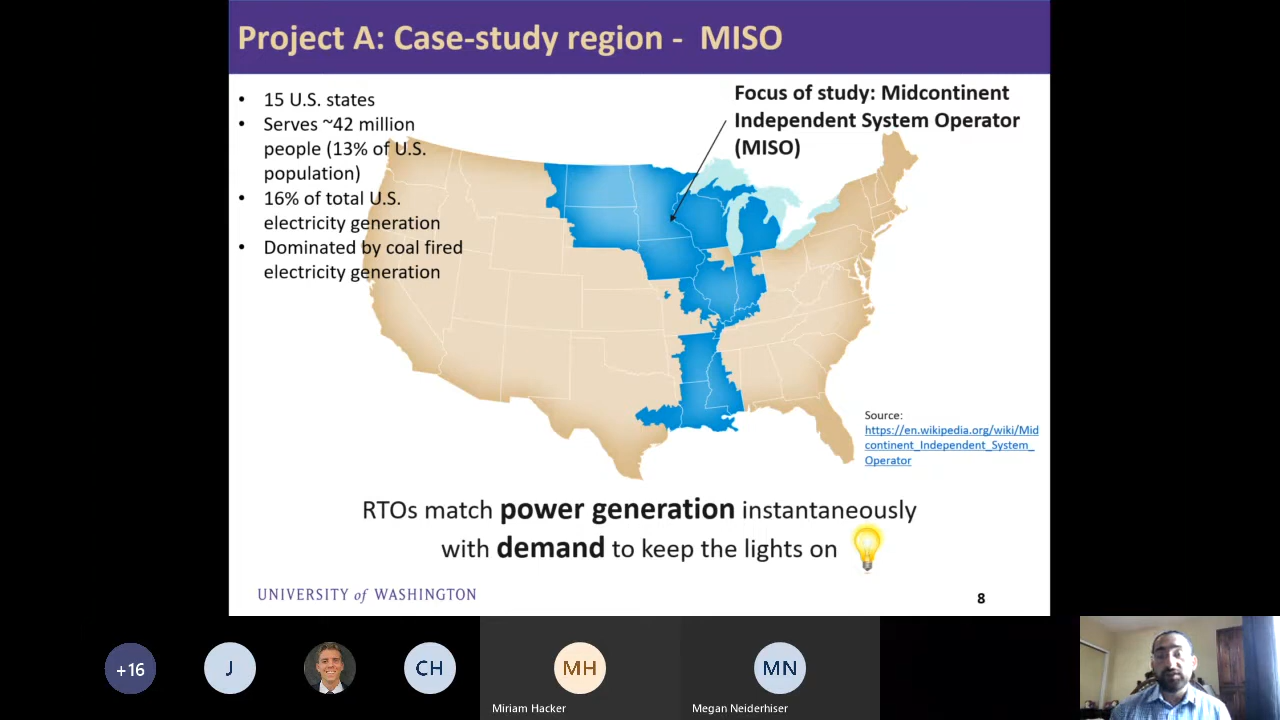 Project A: Case-study region -  MISO
• 15 U.S. states
• Serves ~42 million
people (13% of U.S.
population)
• 16% of total U.S.
electricity generation
• Dominated by coal fired
electricity generation
Focus of study: Midcontinent
Independent System Operator
(MISO)
Source:
https://en.wikipedia.org/wiki/Mid
continent_Independent_System_
Operator
RTOs match power generation instantaneously
with demand to keep the lights on
UNIVERSITY of WASHINGTON
8
+16
J
CH
MH
MN
Miriam Hacker
Megan Neiderhiser